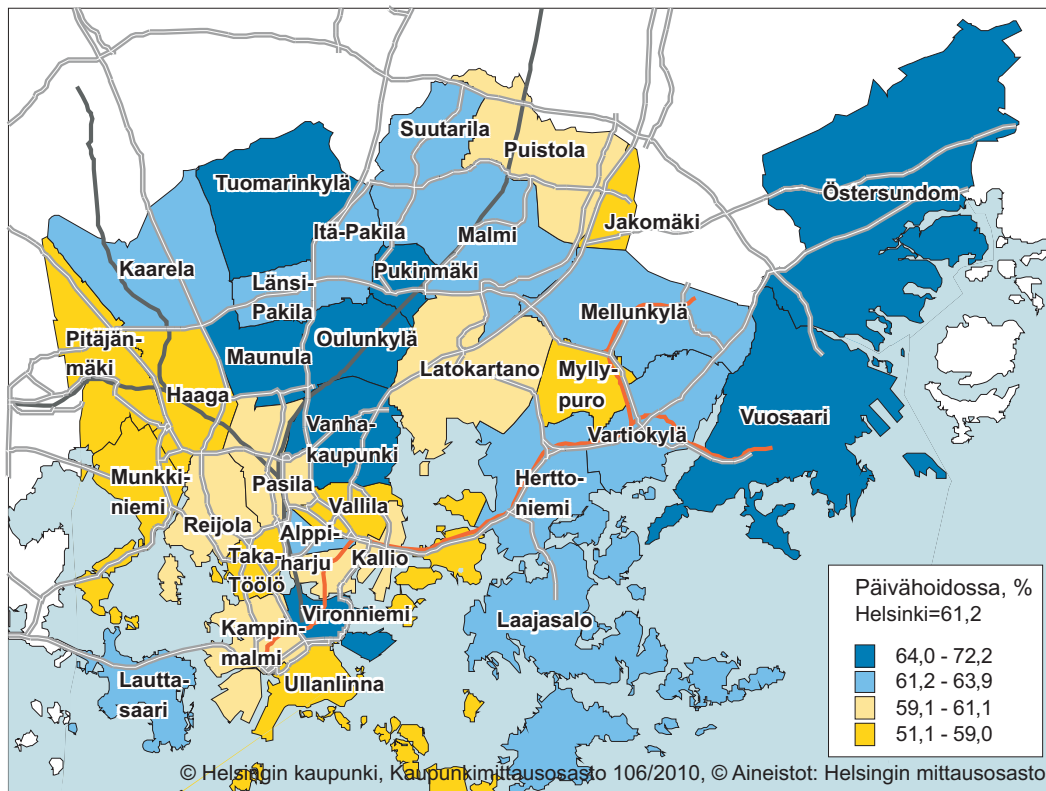 Suutarila
Puistola
Tuomarinkylä
Östersundom
Jakomäki
Itä-Pakila
Malmi
Kaarela
Pukinmäki
Länsi-
Pakila
Mellunkylä
Pitäjän-
mäki
Maunula
Oulunkylä
Latokartano
Mylly-
puro
Haaga
Vanha-
kaupunki
Vuosaari
Vartiokylä
Munkki-
niemi
Pasila
Hertto-
niemi
Vallila
Reijola
Alppi-
harju
Kallio
Taka-
Töölö
Vironniemi
Laajasalo
Kampin-
malmi
Lautta-
saari
Ullanlinna
Päivähoidossa, %
Helsinki=61,2
64,0 - 72,2
61,2 - 63,9
59,1 - 61,1
51,1 - 59,0
© Helsingin kaupunki, Kaupunkimittausosasto 106/2010, © Aineistot: Helsingin mittausosasto